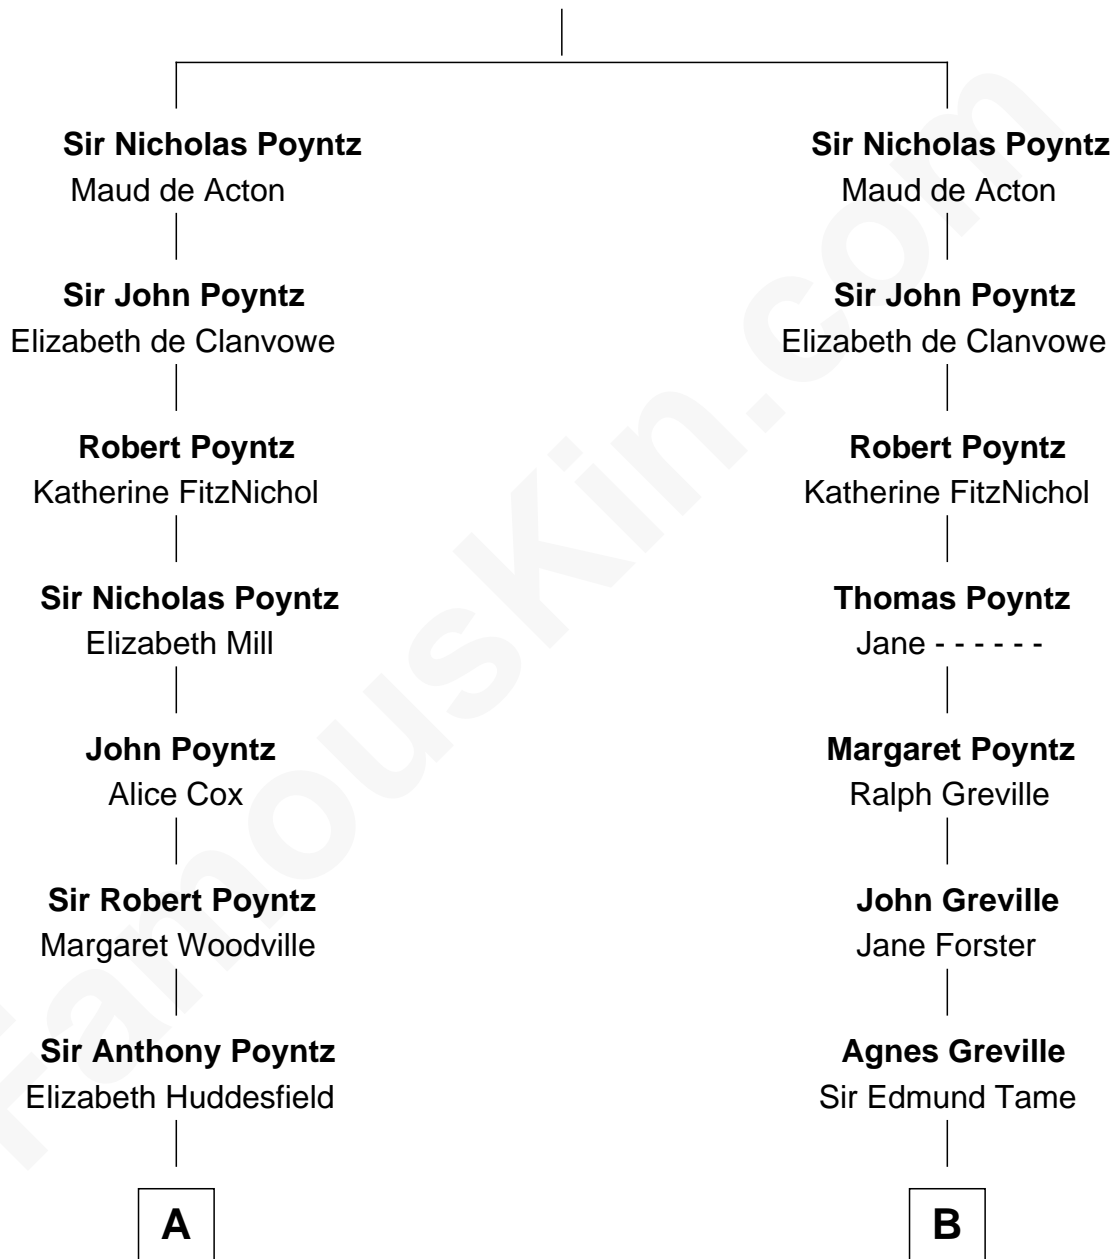 Sir Nicholas Poyntz
Maud de Acton
Sir John Poyntz
Elizabeth de Clanvowe
Robert Poyntz
Katherine FitzNichol
Sir Nicholas Poyntz
Elizabeth Mill
John Poyntz
Alice Cox
Sir Robert Poyntz
Margaret Woodville
Sir Anthony Poyntz
Elizabeth Huddesfield
A
Sir Nicholas Poyntz
Maud de Acton
Sir John Poyntz
Elizabeth de Clanvowe
Robert Poyntz
Katherine FitzNichol
Thomas Poyntz
Jane - - - - - -
Margaret Poyntz
Ralph Greville
John Greville
Jane Forster
Agnes Greville
Sir Edmund Tame
B
FamousKin.com